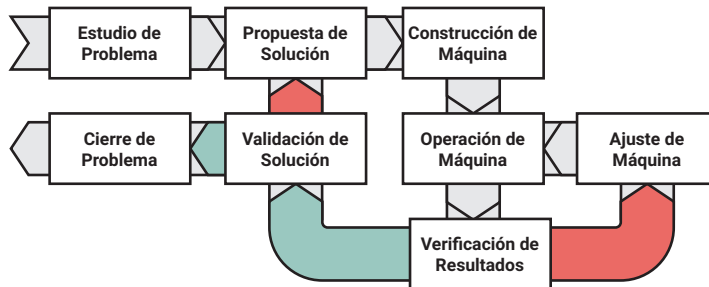 Estudio de
Problema
Propuesta de
Solución
Construcción de
Máquina
Cierre de
Problema
Validación de
Solución
Operación de
Máquina
Ajuste de
Máquina
Verificación de
Resultados